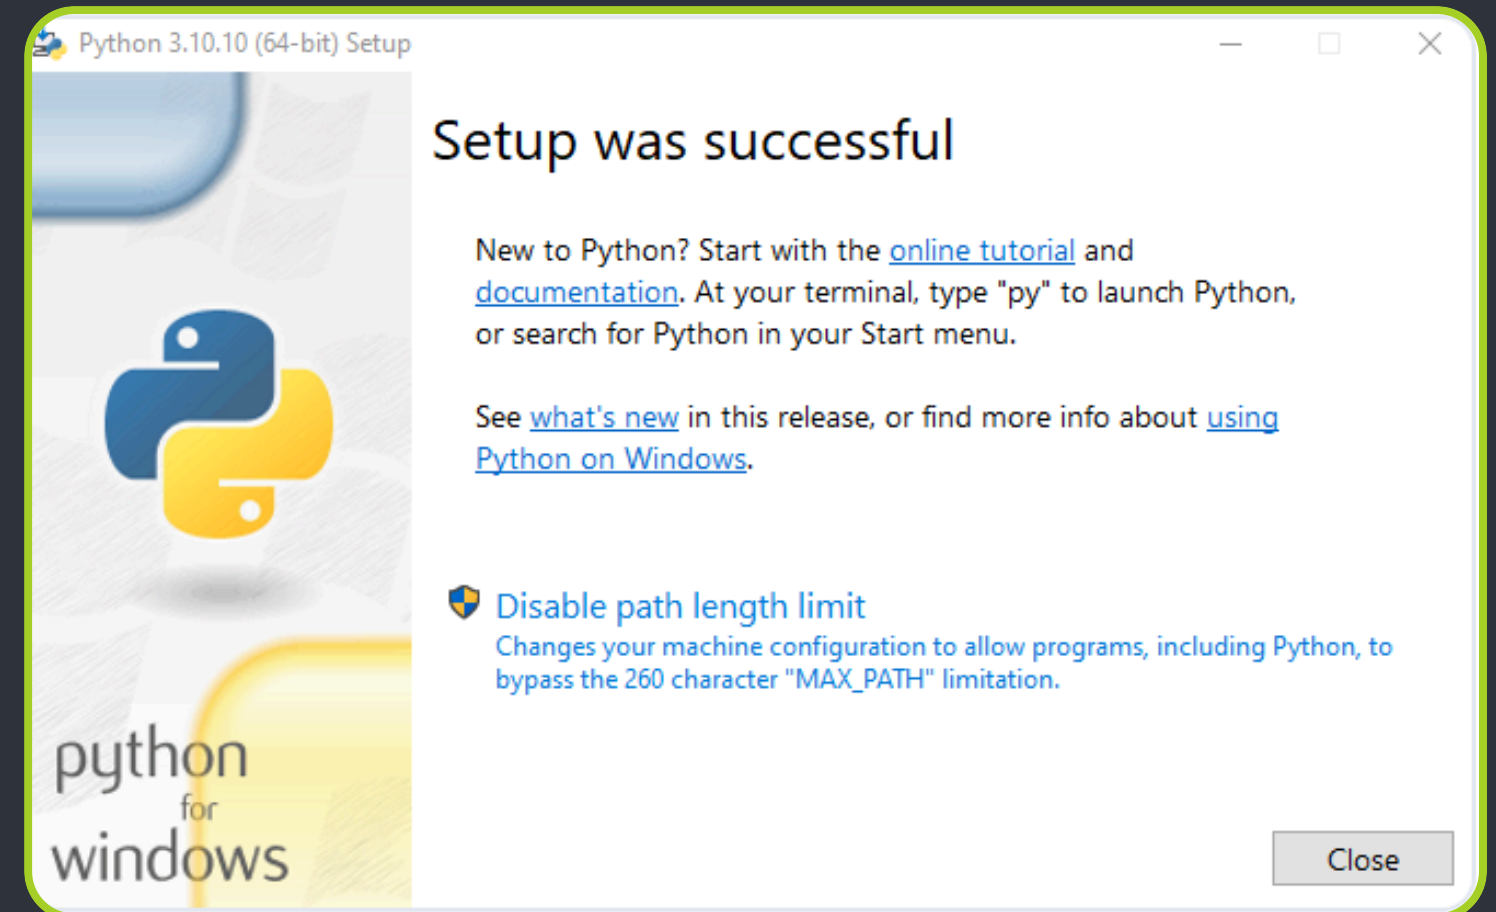 Python 3.10.10 (64-bit) Setup
Setup was successful
New to Python? Start with the online tutorial and
documentation. At your terminal, type "py" to launch Python,
or search for Python in your Start menu.
See what's new in this release, or find more info about using
Python on Windows.
Disable path length limit
Changes your machine configuration to allow programs, including Python, to
bypass the 260 character "MAX_PATH" limitation.
python
for
windows
Close